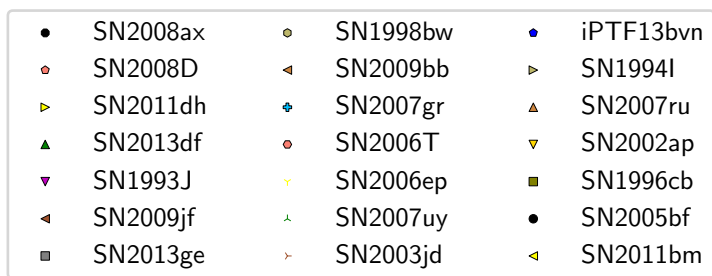 SN2008ax SN1998bw iPTF13bvn
SN2008D SN2009bb SN1994I
SN2011dh SN2007gr SN2007ru
SN2013df SN2006T SN2002ap
SN1993J SN2006ep SN1996cb
SN2009jf SN2007uy SN2005bf
SN2013ge SN2003jd SN2011bm